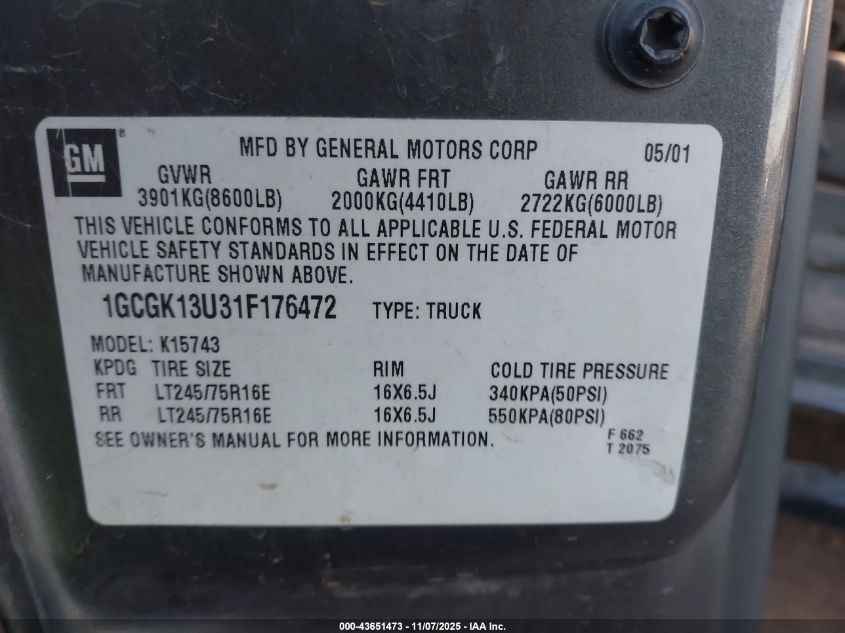 GM ®
MFD BY GENERAL MOTORS CORP 05/01
GVWR GAWR FRT GAWR RR
3901KG(8600LB) 2000KG(4410LB) 2722KG(6000LB)
THIS VEHICLE CONFORMS TO ALL APPLICABLE U.S. FEDERAL MOTOR
VEHICLE SAFETY STANDARDS IN EFFECT ON THE DATE OF
MANUFACTURE SHOWN ABOVE.
1GCGK13U31F176472 TYPE: TRUCK
MODEL: K15743
KPDG TIRE SIZE RIM COLD TIRE PRESSURE
FRT LT245/75R16E 16X6.5J 340KPA(50PSI)
RR LT245/75R16E 16X6.5J 550KPA(80PSI)
SEE OWNER'S MANUAL FOR MORE INFORMATION.
F 662
T 2075
000-43651473 - 11/07/2025 - IAA Inc.